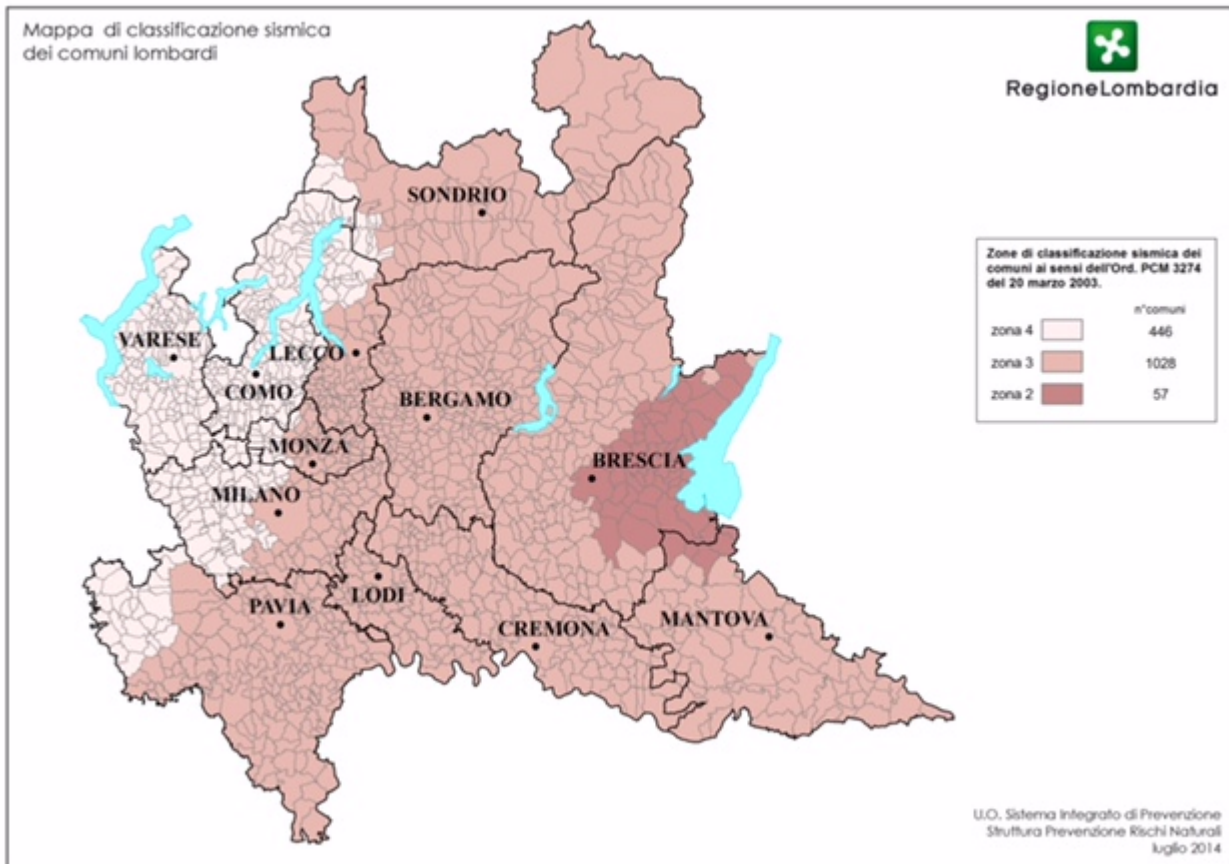 Mappa di classificazione sismica
dei comuni lombardi
RegioneLombardia
SONDRIO
VARESE
LECCO
COMO
BERGAMO
MONZA
BRESCIA
MILANO
PAVIA
LODI
CREMONA
MANTOVA
Zone di classificazione sismica dei
comuni ai sensi dell'Ord. PCM 3274
del 20 marzo 2003.
n°comuni
zona 4 446
zona 3 1028
zona 2 57
U.O. Sistema Integrato di Prevenzione
Struttura Prevenzione Rischi Naturali
luglio 2014